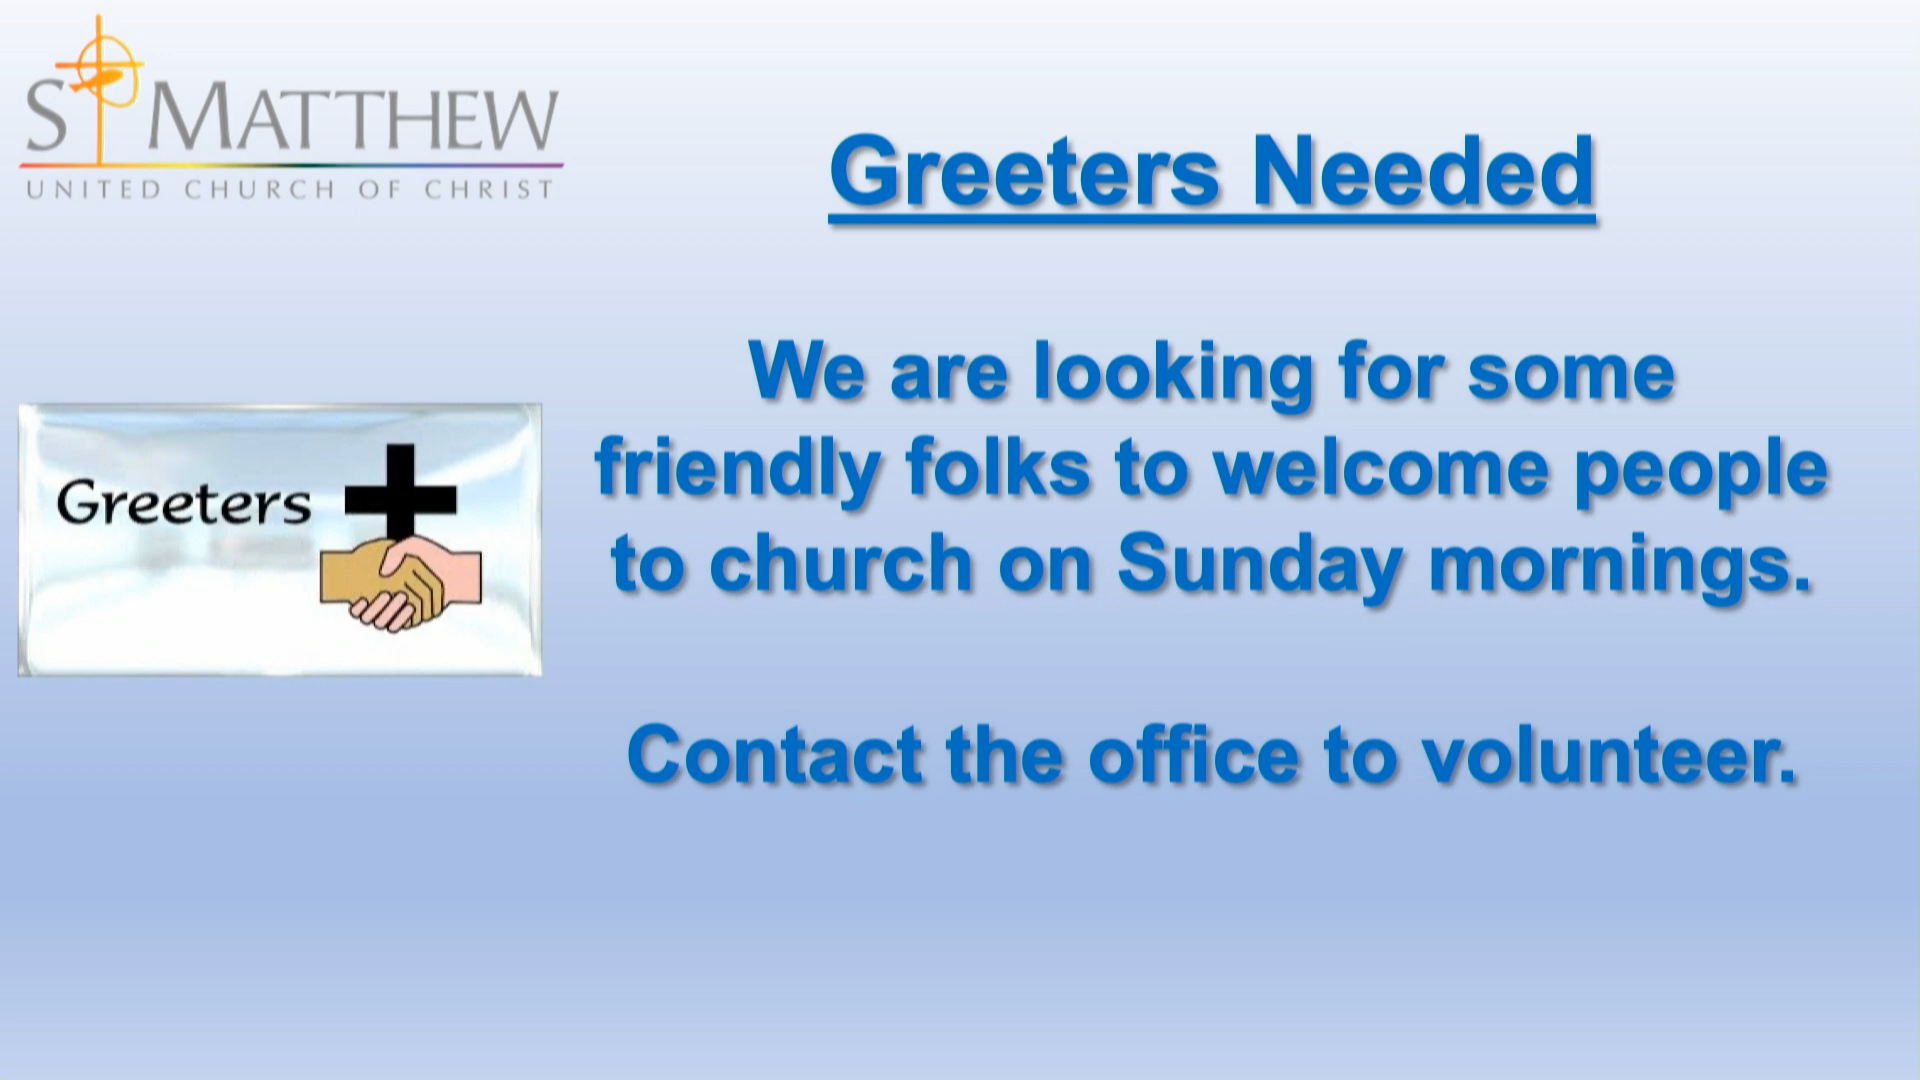 St MATTHEW
UNITED CHURCH OF CHRIST
Greeters Needed
Greeters
We are looking for some
friendly folks to welcome people
to church on Sunday mornings.
Contact the office to volunteer.